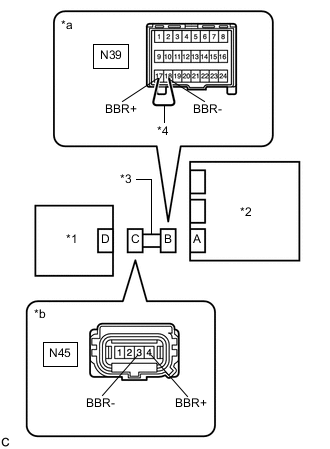 *a
N39
1 2 3 4 5 6 7 8
9 10 11 12 13 14 15 16
17 18 19 20 21 22 23 24
BBR+ BBR-
*4
*3
*1 D C B A *2
*b
N45
1 2 3 4
BBR- BBR+
C